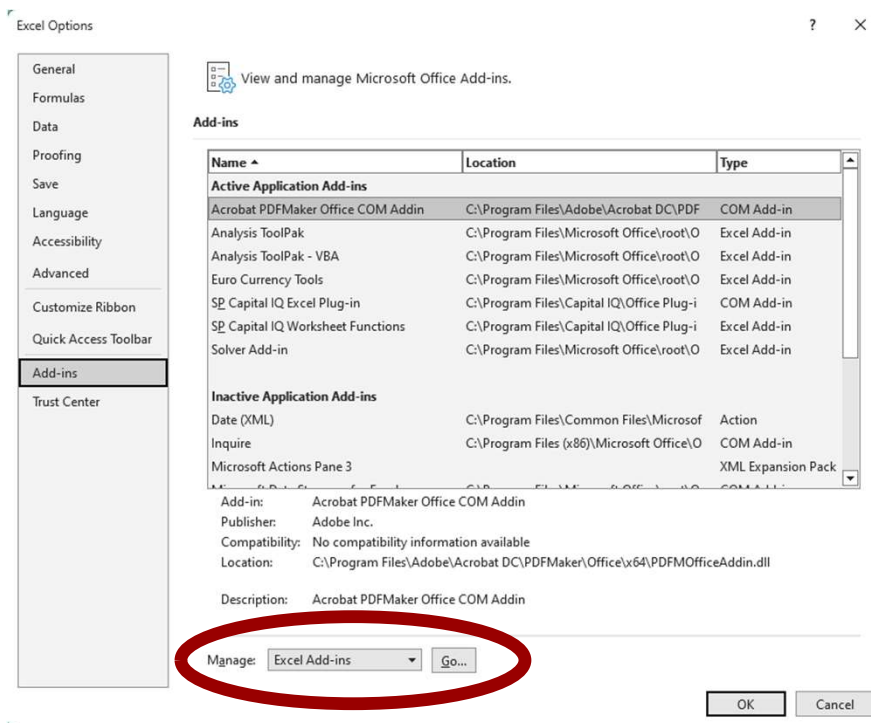 Excel Options ? ×
General
Formulas
Data
Proofing
Save
Language
Accessibility
Advanced
Customize Ribbon
Quick Access Toolbar
Add-ins
Trust Center
View and manage Microsoft Office Add-ins.
Add-ins
Name Location Type
Active Application Add-ins
Acrobat PDFMaker Office COM Addin C:\Program Files\Adobe\Acrobat DC\PDF COM Add-in
Analysis ToolPak C:\Program Files\Microsoft Office\root\O Excel Add-in
Analysis ToolPak - VBA C:\Program Files\Microsoft Office\root\O Excel Add-in
Euro Currency Tools C:\Program Files\Microsoft Office\root\O Excel Add-in
SP Capital IQ Excel Plug-in C:\Program Files\Capital IQ\Office Plug-i COM Add-in
SP Capital IQ Worksheet Functions C:\Program Files\Capital IQ\Office Plug-i Excel Add-in
Solver Add-in C:\Program Files\Microsoft Office\root\O Excel Add-in
Inactive Application Add-ins
Date (XML) C:\Program Files\Common Files\Microsof Action
Inquire C:\Program Files (x86)\Microsoft Office\O COM Add-in
Microsoft Actions Pane 3 XML Expansion Pack
Add-in: Acrobat PDFMaker Office COM Addin
Publisher: Adobe Inc.
Compatibility: No compatibility information available
Location: C:\Program Files\Adobe\Acrobat DC\PDFMaker\Office\x64\PDFMOfficeAddin.dll
Description: Acrobat PDFMaker Office COM Addin
Manage: Excel Add-ins Go...
OK Cancel